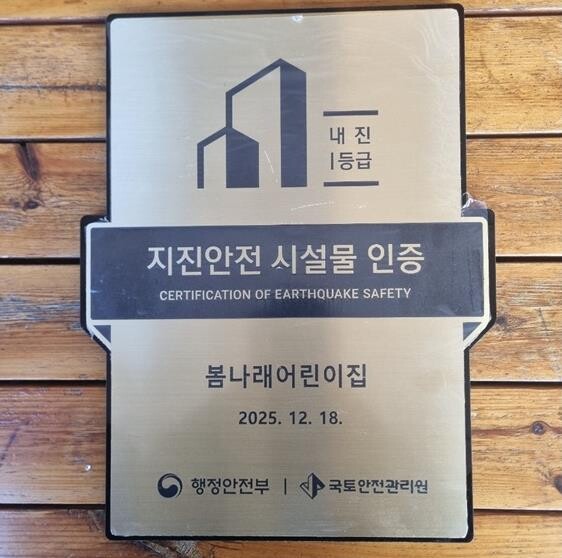 내 진
I등급
지진안전 시설물 인증
CERTIFICATION OF EARTHQUAKE SAFETY
봄나래어린이집
2025. 12. 18.
행정안전부 | 국토안전관리원